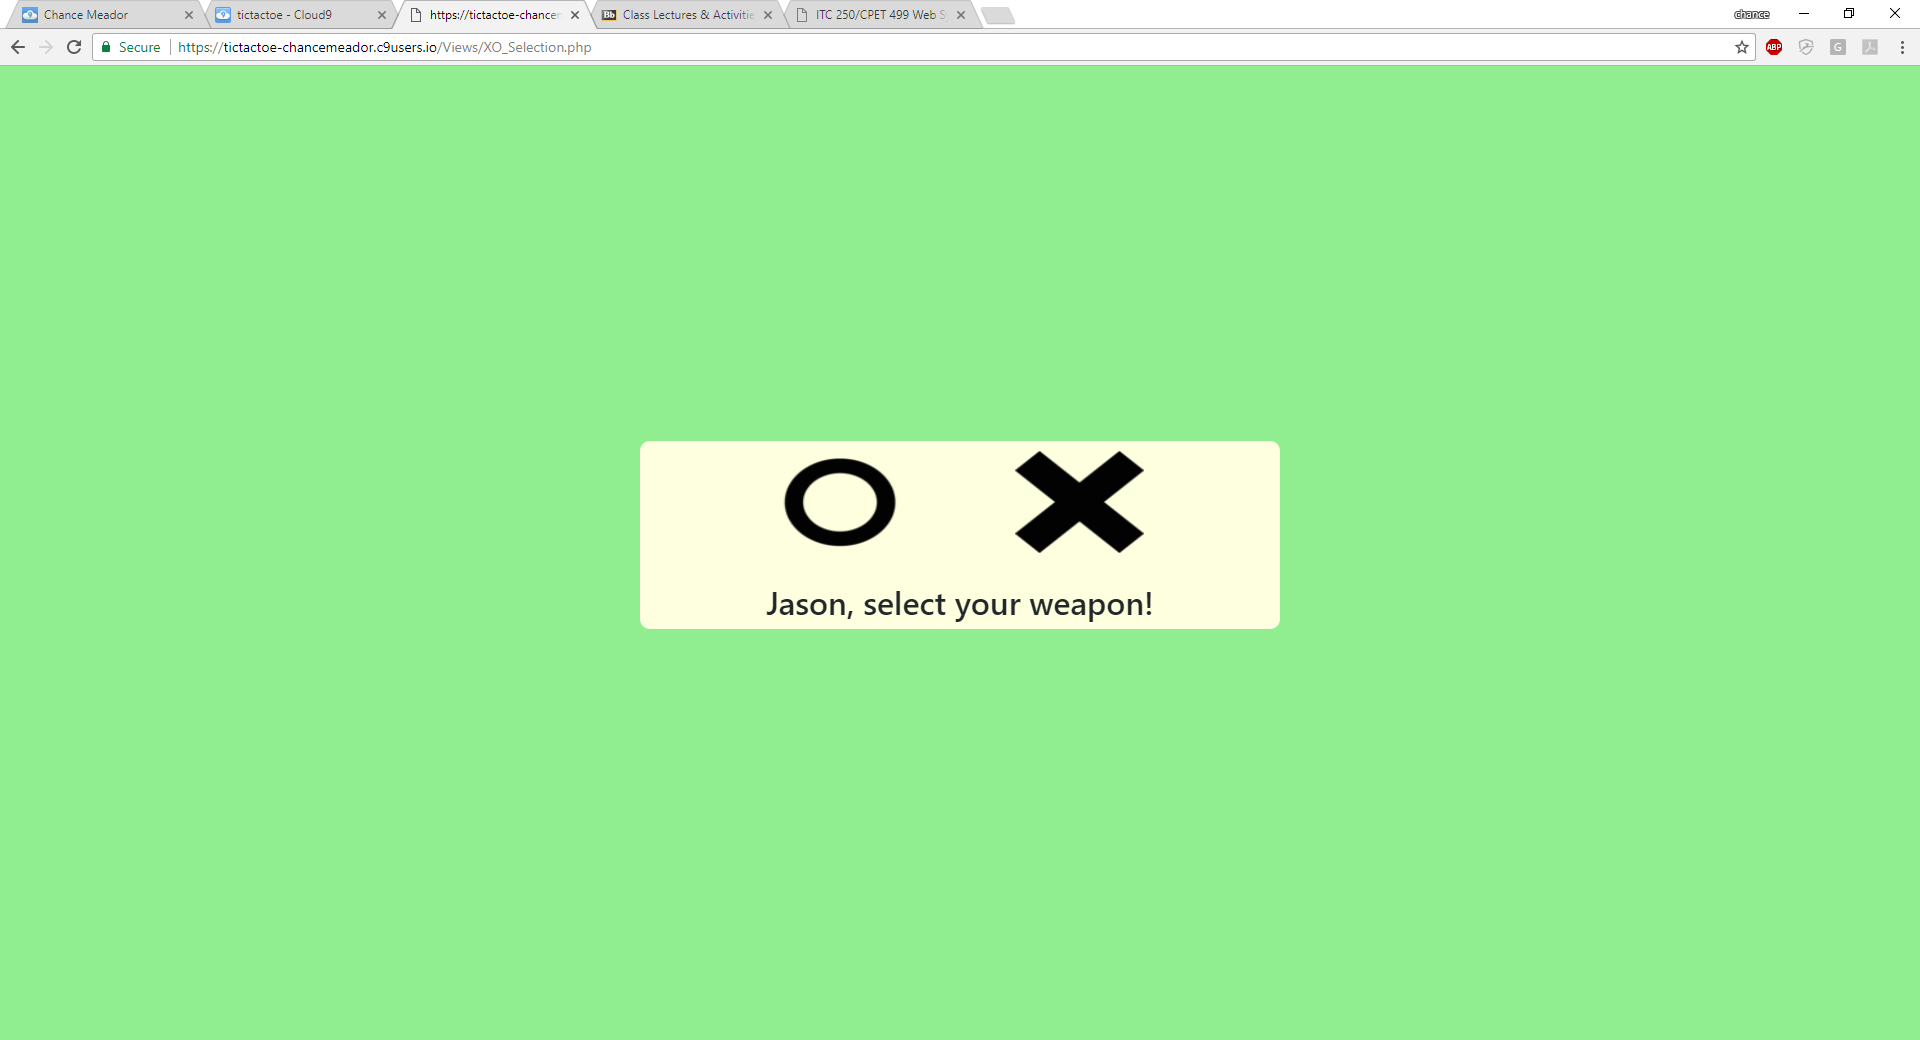 Chance Meador
tictactoe - Cloud9
https://tictactoe-chance
Class Lectures & Activitie
ITC 250/CPET 499 Web S
chance
Secure
https://tictactoe-chancemeador.c9users.io/Views/XO_Selection.php
ABP
G
O X
Jason, select your weapon!